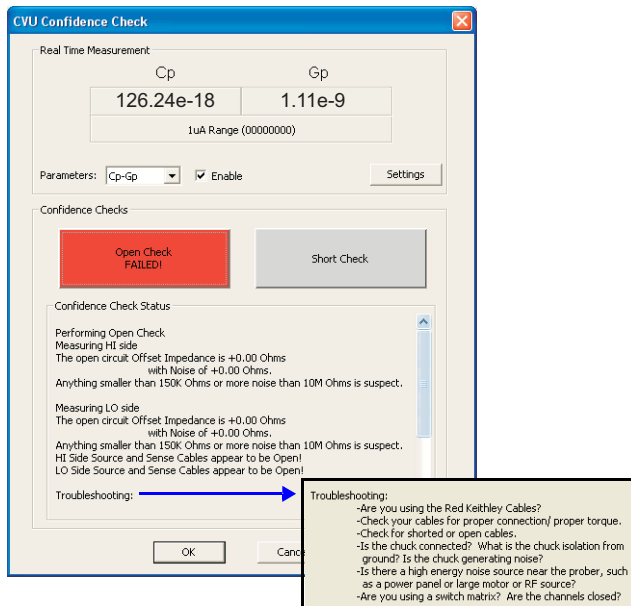 CVU Confidence Check
Real Time Measurement
Cp Gp
126.24e-18 1.11e-9
1uA Range (00000000)
Parameters: Cp-Gp Enable Settings
Confidence Checks
Open Check
FAILED!
Short Check
Confidence Check Status
Performing Open Check
Measuring HI side
The open circuit Offset Impedance is +0.00 Ohms
with Noise of +0.00 Ohms.
Anything smaller than 150K Ohms or more noise than 10M Ohms is suspect.
Measuring LO side
The open circuit Offset Impedance is +0.00 Ohms
with Noise of +0.00 Ohms.
Anything smaller than 150K Ohms or more noise than 10M Ohms is suspect.
HI Side Source and Sense Cables appear to be Open!
LO Side Source and Sense Cables appear to be Open!
Troubleshooting:
OK Cance
Troubleshooting:
-Are you using the Red Keithley Cables?
-Check your cables for proper connection/ proper torque.
-Check for shorted or open cables.
-Is the chuck connected? What is the chuck isolation from
ground? Is the chuck generating noise?
-Is there a high energy noise source near the prober, such
as a power panel or large motor or RF source?
-Are you using a switch matrix? Are the channels closed?